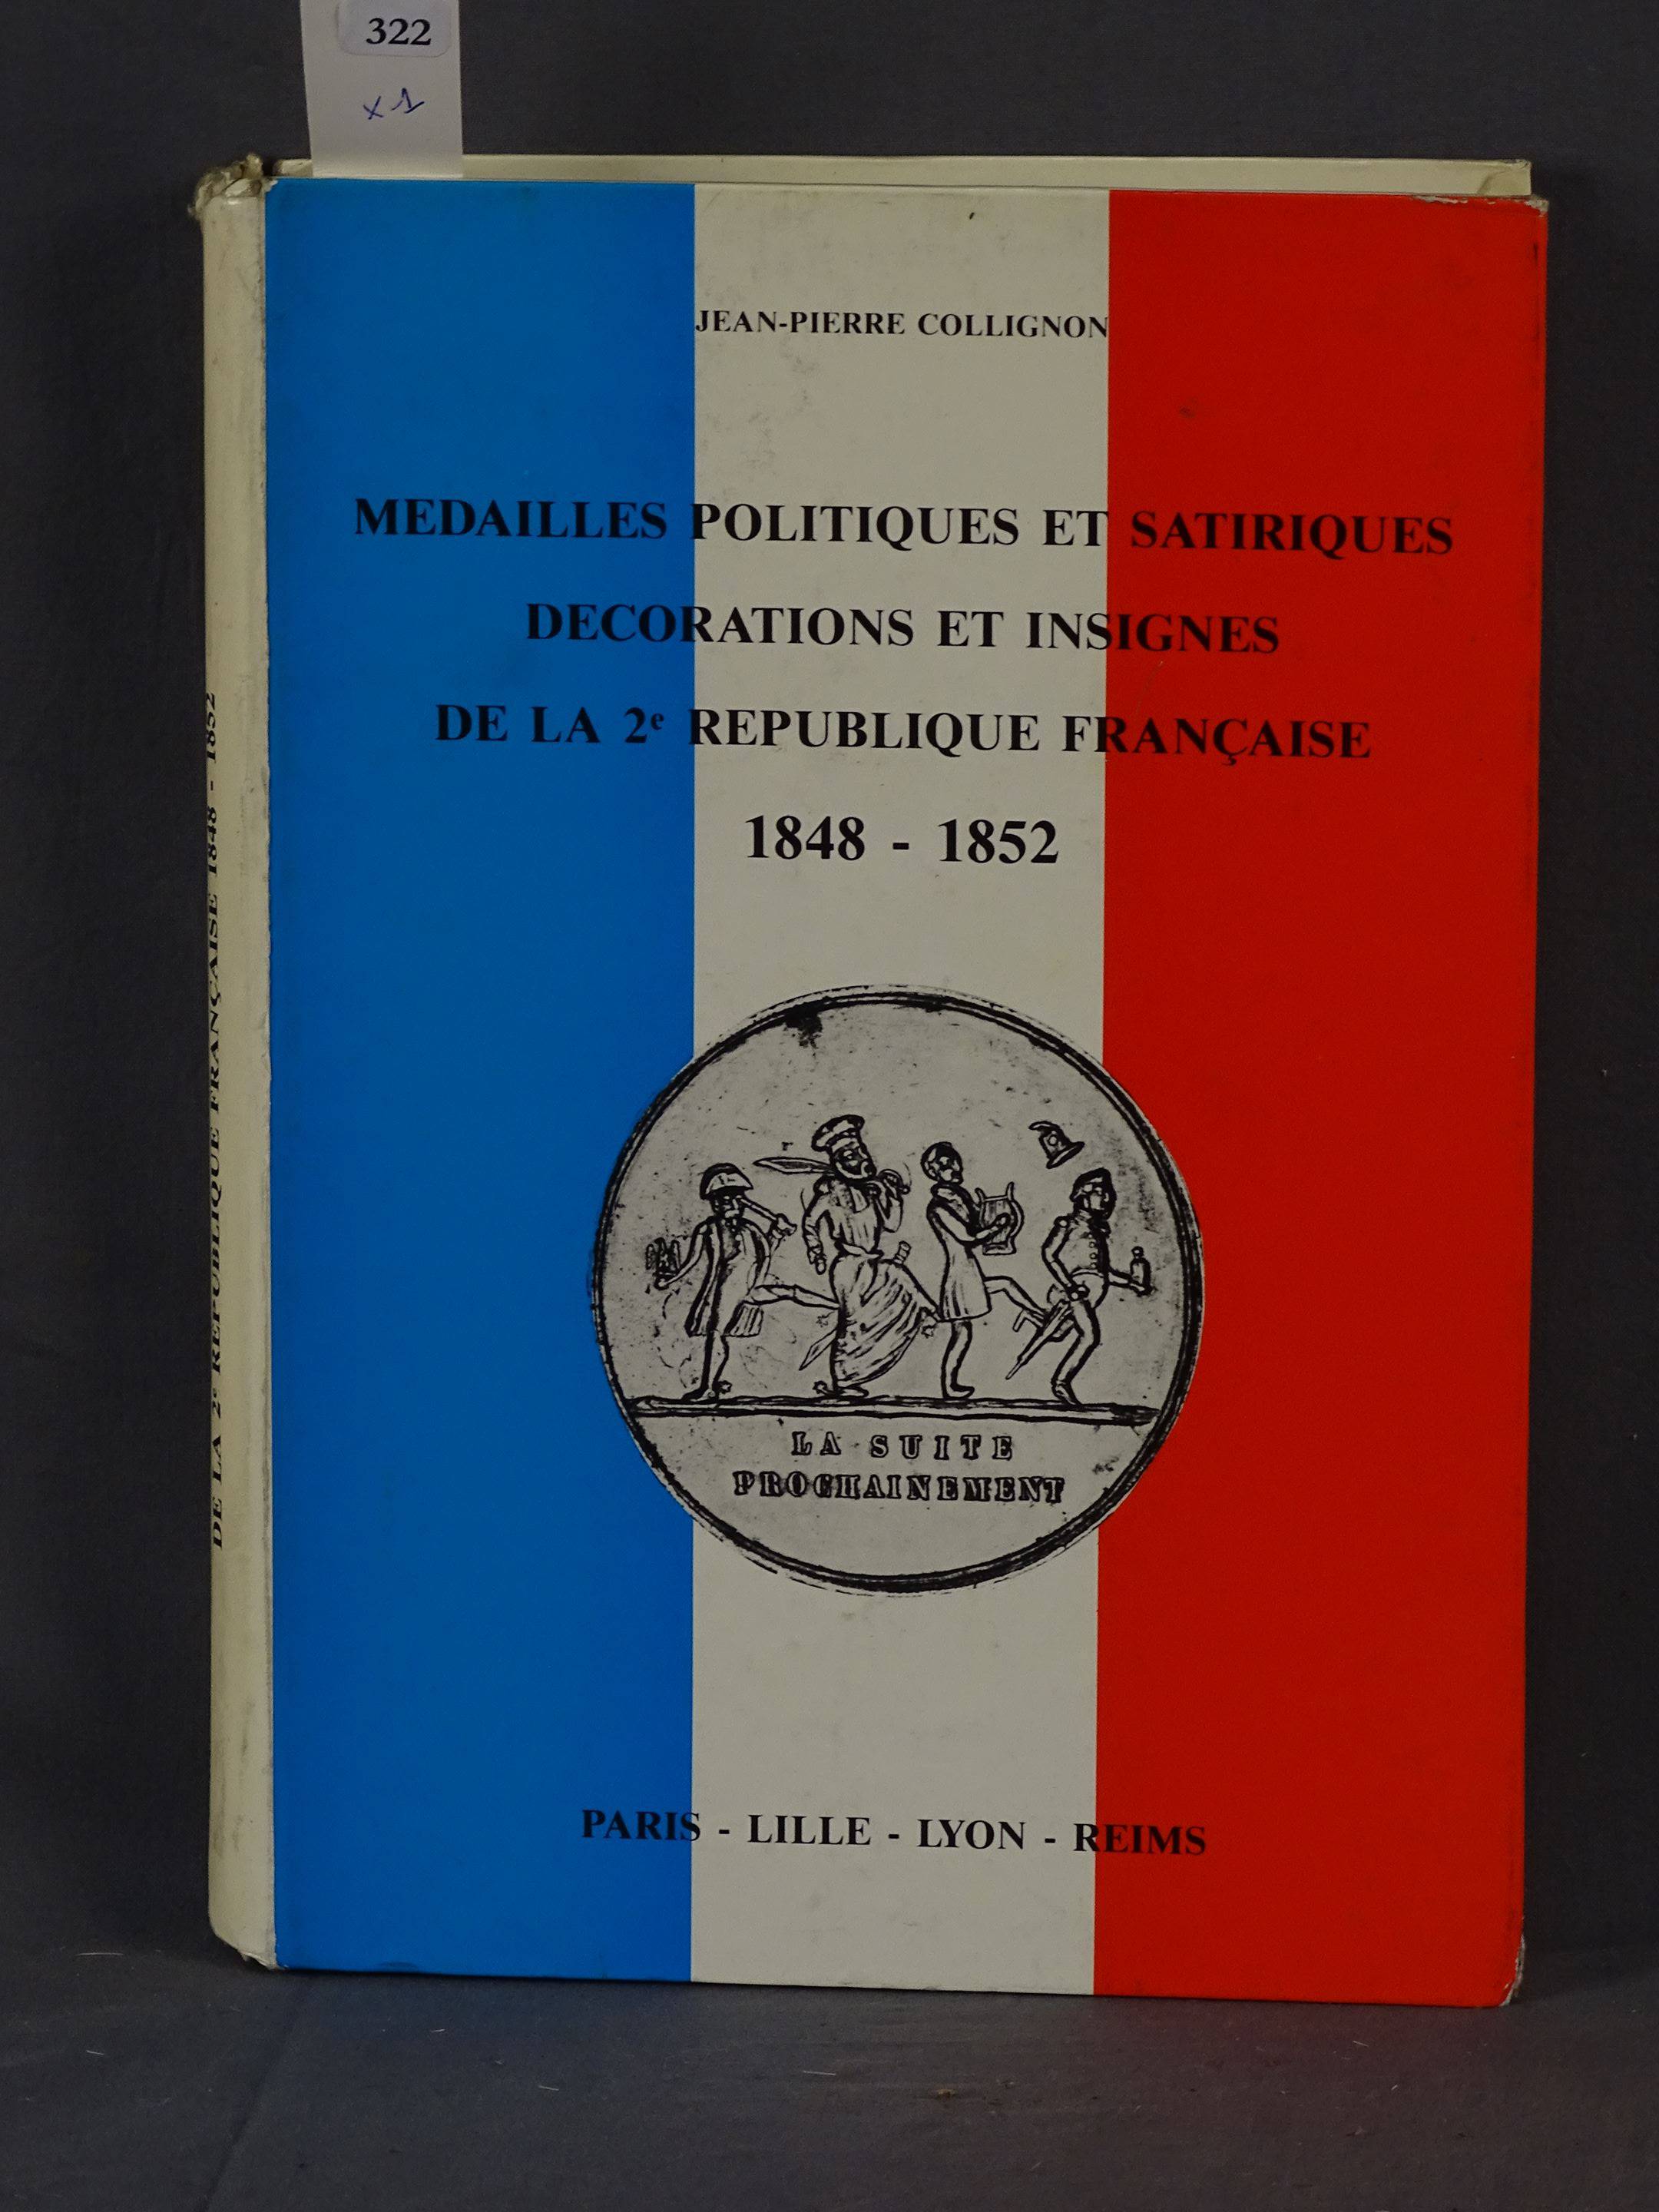 322
x 1
JEAN-PIERRE COLLIGNON
MEDAILLES POLITIQUES ET SATIRIQUES
DECORATIONS ET INSIGNES
DE LA 2e REPUBLIQUE FRANÇAISE
1848 - 1852
LA SUITE
PROCHAINEMENT
PARIS - LILLE - LYON - REIMS
DE LA 2e REPUBLIQUE FRANÇAISE 1848 - 1852